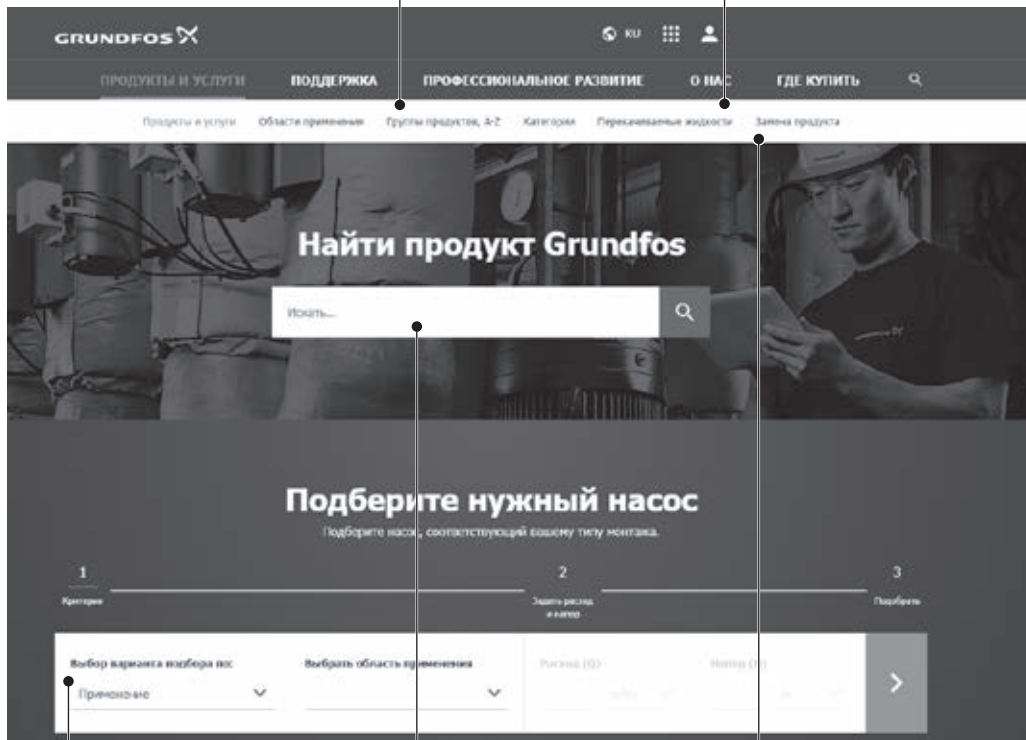 GRUNDFOS
KU
ПРОДУКТЫ И УСЛУГИ ПОДДЕРЖКА ПРОФЕССИОНАЛЬНОЕ РАЗВИТИЕ О НАС ГДЕ КУПИТЬ
Продукты и услуги Области применения Группы продуктов, A-Z Категории Перекачиваемые жидкости Замена продукта
Найти продукт Grundfos
Искать...
Подберите нужный насос
Подберите насос, соответствующий вашему типу монтажа.
1 2 3
Критерии Задать расход Подобрать
и напор
Выбор варианта подбора по: Выбрать область применения Расход (Q) Напор (H)
Применение